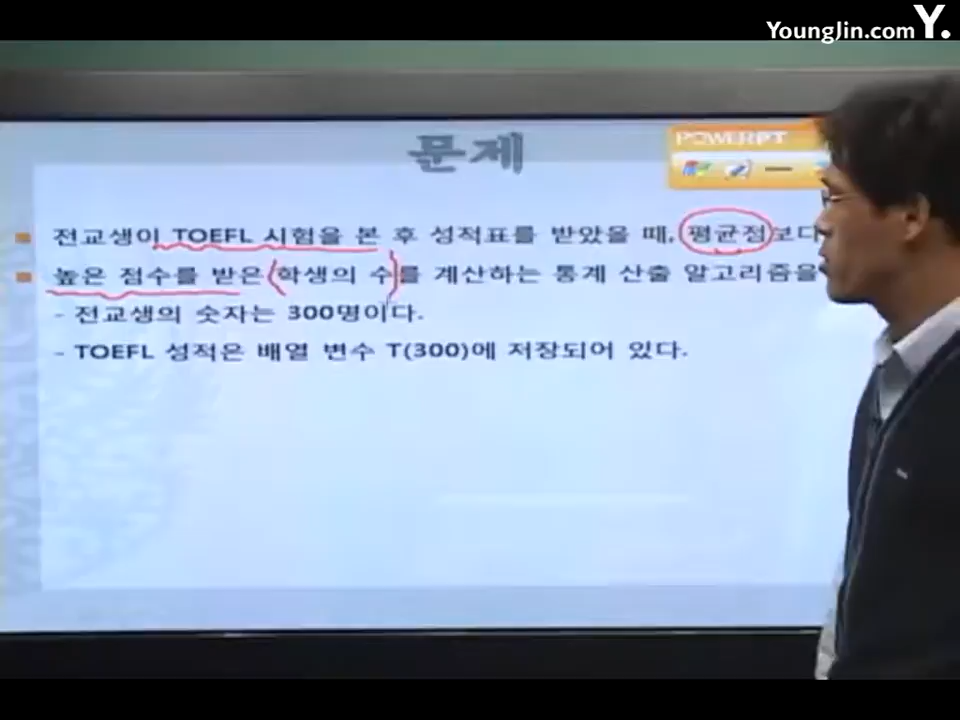 YoungJin.com Y.
문제
POWERPT
전교생이 TOEFL 시험을 본 후 성적표를 받았을 때, 평균점보다
높은 점수를 받은 학생의 수를 계산하는 통계 산출 알고리즘을
- 전교생의 숫자는 300명이다.
- TOEFL 성적은 배열 변수 T(300)에 저장되어 있다.